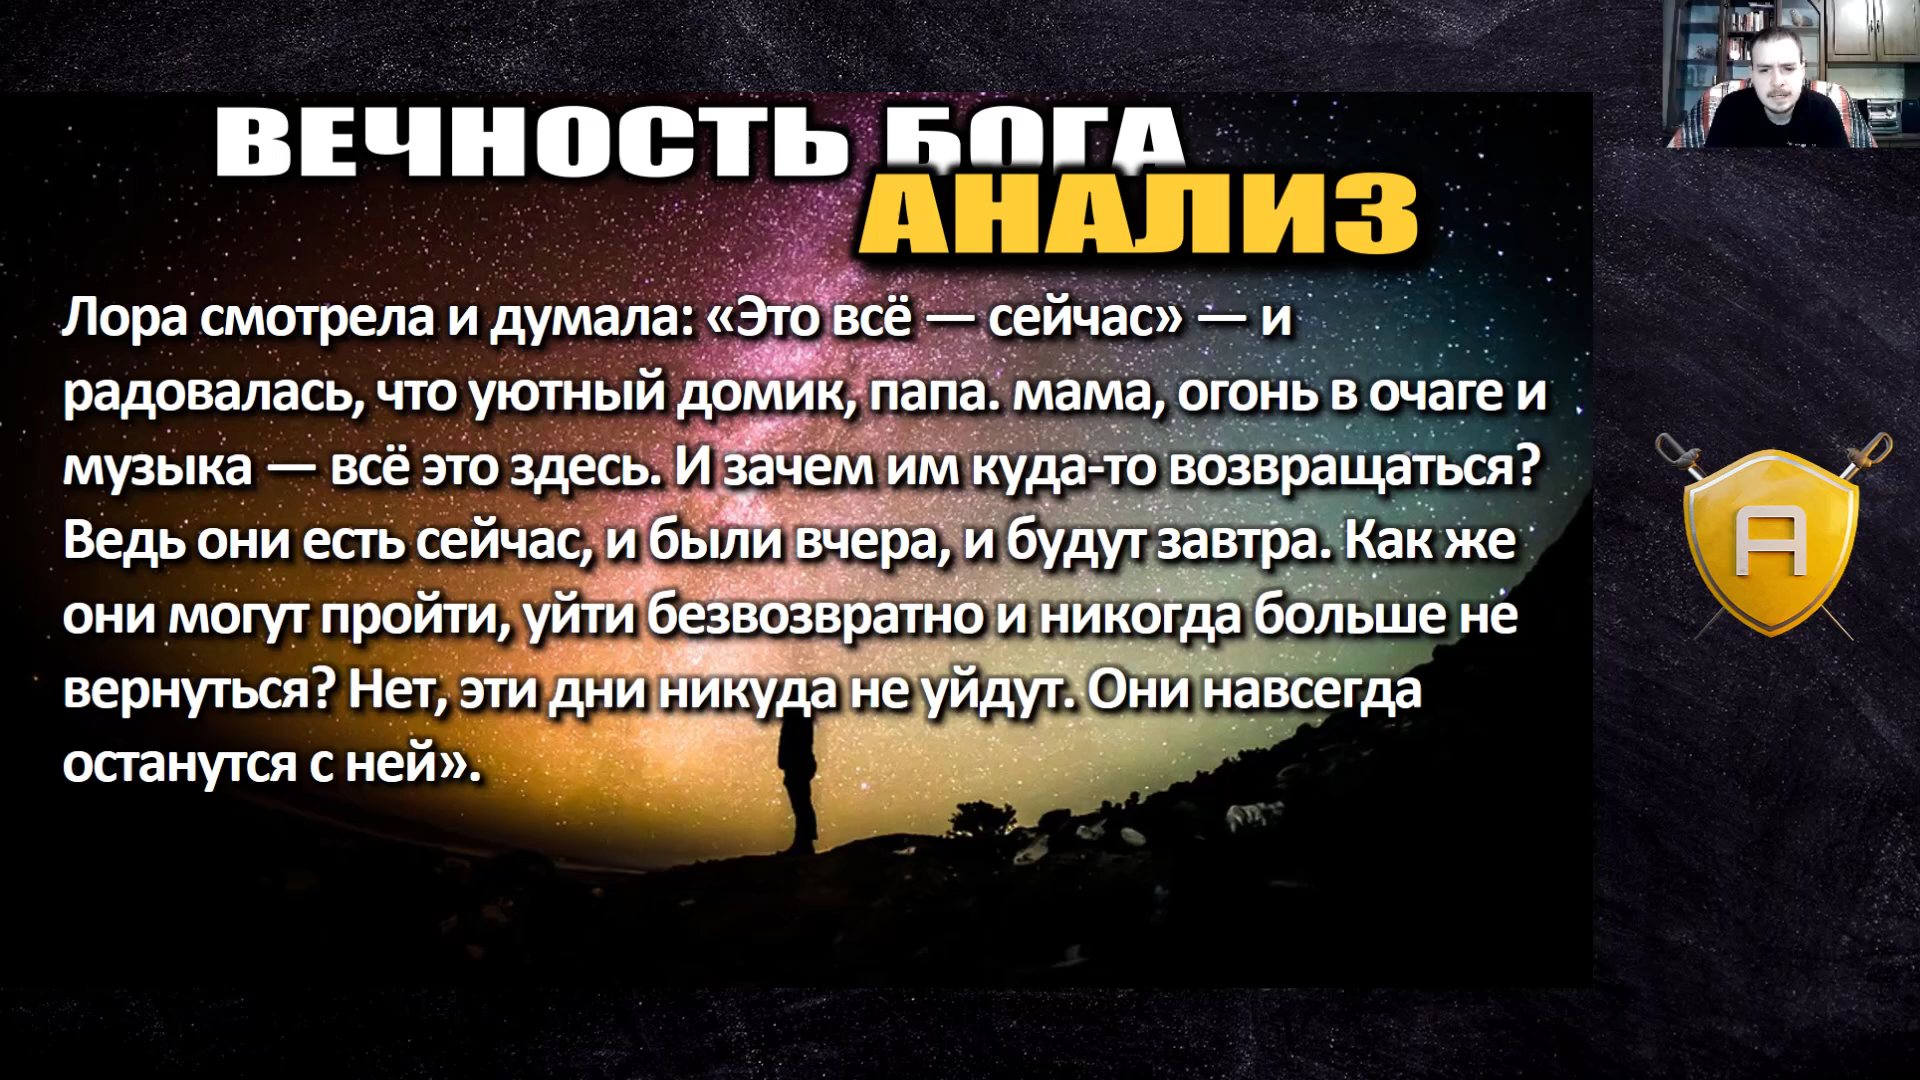 ВЕЧНОСТЬ БОГА
АНАЛИЗ
Лора смотрела и думала: «Это всё — сейчас» — и
радовалась, что уютный домик, папа. мама, огонь в очаге и
музыка — всё это здесь. И зачем им куда-то возвращаться?
Ведь они есть сейчас, и были вчера, и будут завтра. Как же
они могут пройти, уйти безвозвратно и никогда больше не
вернуться? Нет, эти дни никуда не уйдут. Они навсегда
останутся с ней».
A